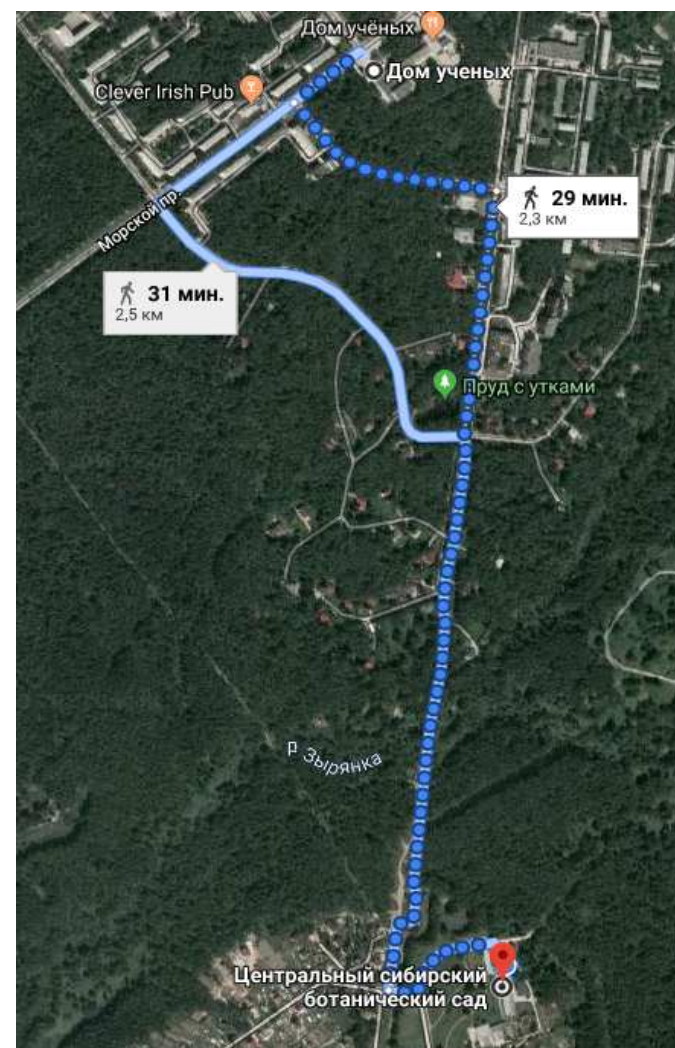 Дом учёных
Дом ученых
Clever Irish Pub
29 мин.
2,3 км
Морской пр.
31 мин.
2,5 км
Пруд с утками
р Зырянка
Центральный сибирский
ботанический сад